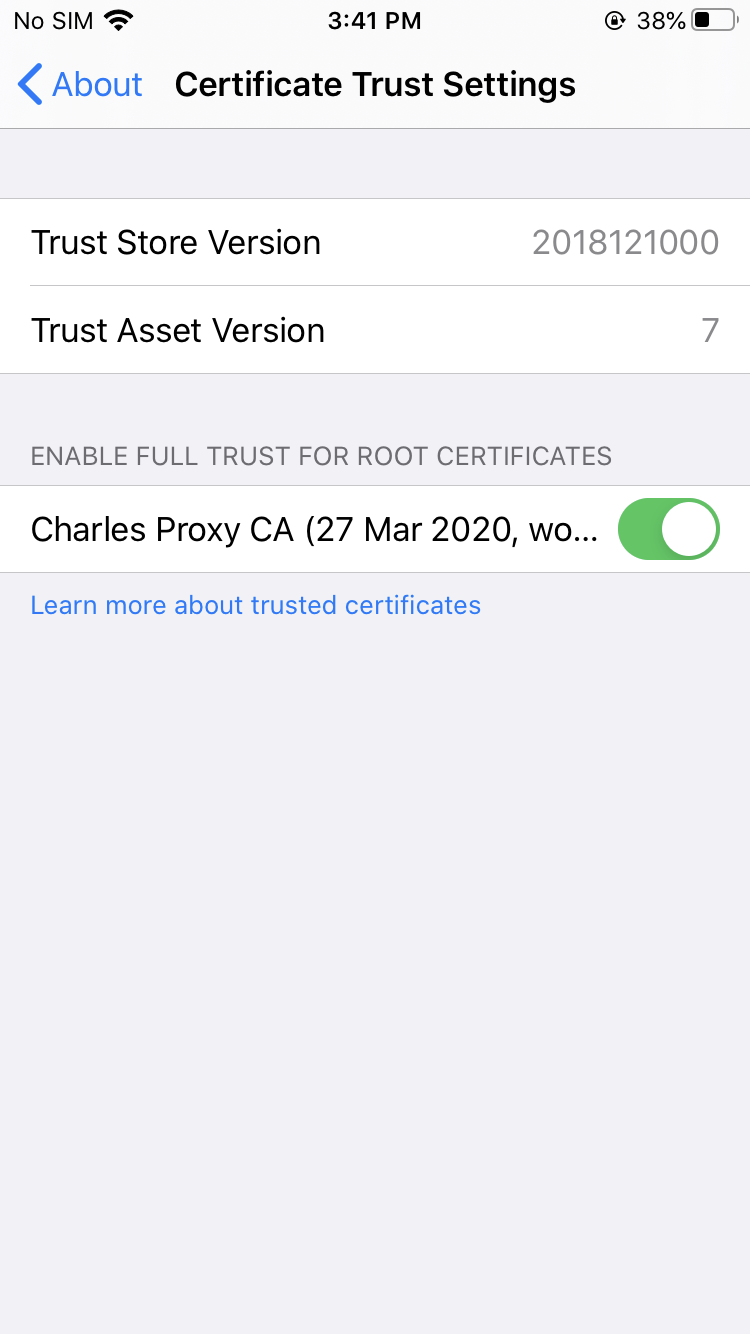 No SIM 3:41 PM 38%
About Certificate Trust Settings
Trust Store Version 2018121000
Trust Asset Version 7
ENABLE FULL TRUST FOR ROOT CERTIFICATES
Charles Proxy CA (27 Mar 2020, wo...
Learn more about trusted certificates